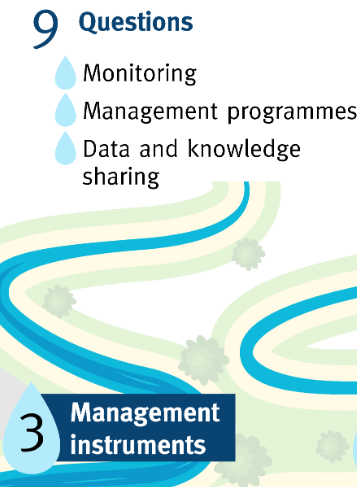 9 Questions
Monitoring
Management programmes
Data and knowledge
sharing
3 Management
instruments